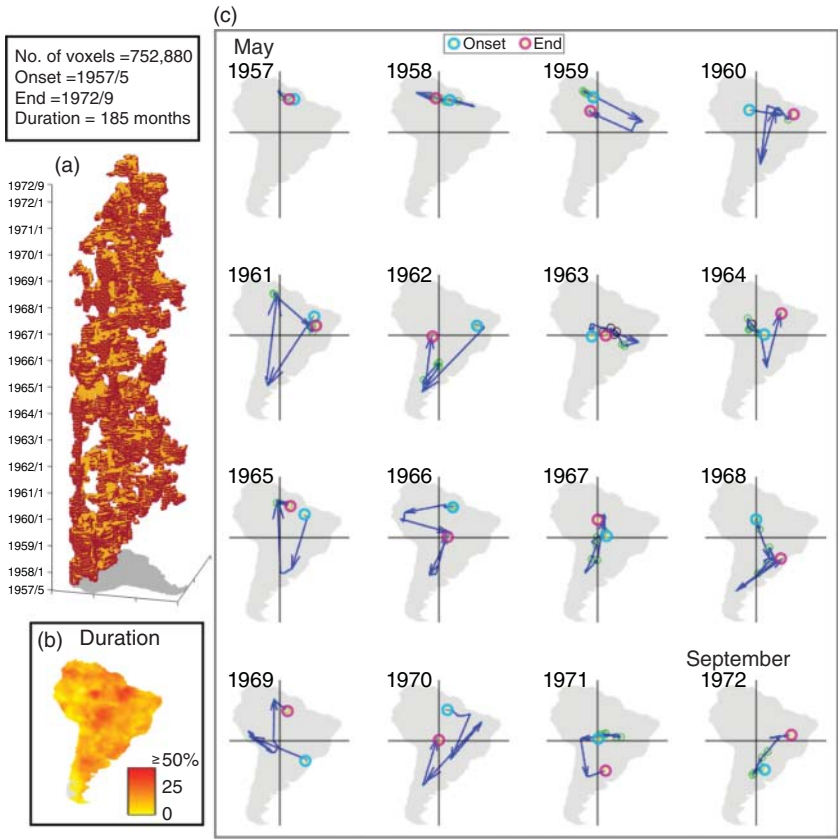 (c)
No. of voxels =752,880
Onset =1957/5
End =1972/9
Duration = 185 months
(a)
1972/9
1972/1
1971/1
1970/1
1969/1
1968/1
1967/1
1966/1
1965/1
1964/1
1963/1
1962/1
1961/1
1960/1
1959/1
1958/1
1957/5
(b) Duration
≥50%
25
0
Onset End
May
1957 1958 1959 1960
1961 1962 1963 1964
1965 1966 1967 1968
September
1969 1970 1971 1972